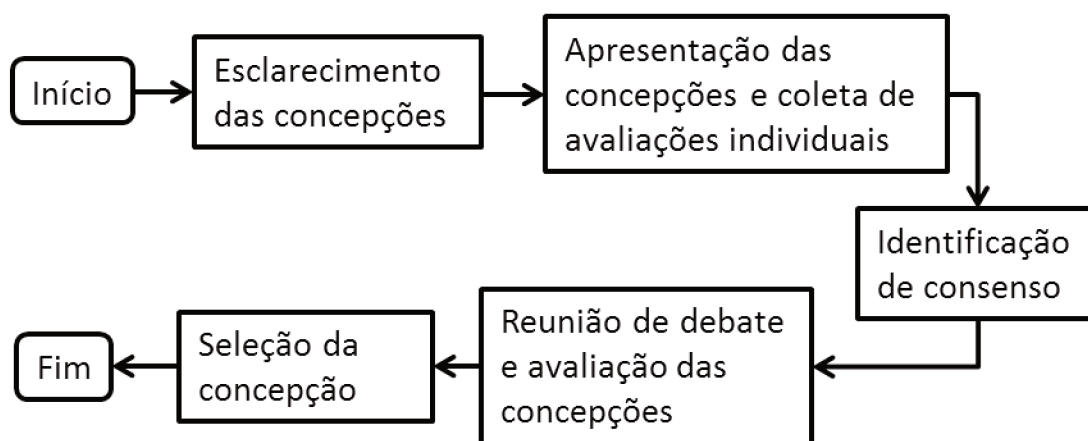 Início
Esclarecimento
das concepções
Apresentação das
concepções e coleta de
avaliações individuais
Identificação
de consenso
Reunião de debate
e avaliação das
concepções
Seleção da
concepção
Fim